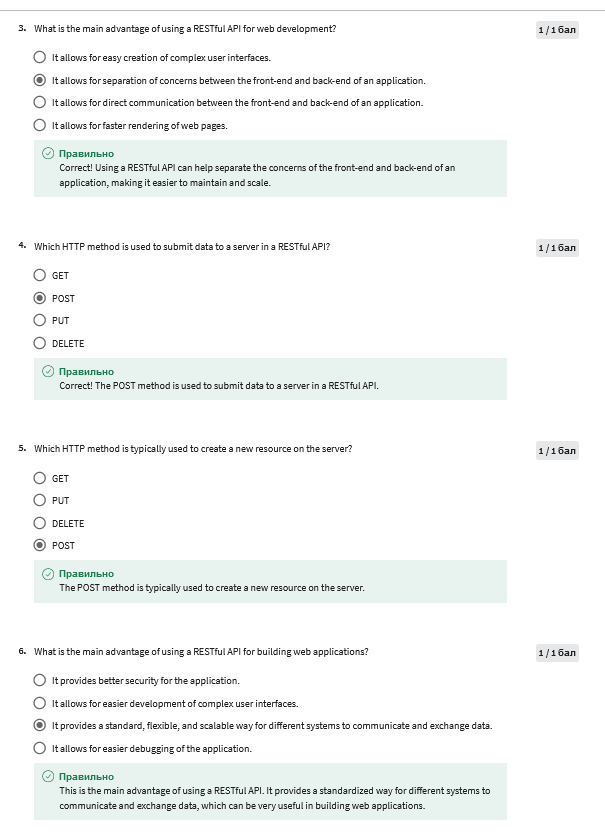 3. What is the main advantage of using a RESTful API for web development?
1 / 1 бал
It allows for easy creation of complex user interfaces.
It allows for separation of concerns between the front-end and back-end of an application.
It allows for direct communication between the front-end and back-end of an application.
It allows for faster rendering of web pages.
Правильно
Correct! Using a RESTful API can help separate the concerns of the front-end and back-end of an
application, making it easier to maintain and scale.
4. Which HTTP method is used to submit data to a server in a RESTful API?
1 / 1 бал
GET
POST
PUT
DELETE
Правильно
Correct! The POST method is used to submit data to a server in a RESTful API.
5. Which HTTP method is typically used to create a new resource on the server?
1 / 1 бал
GET
PUT
DELETE
POST
Правильно
The POST method is typically used to create a new resource on the server.
6. What is the main advantage of using a RESTful API for building web applications?
1 / 1 бал
It provides better security for the application.
It allows for easier development of complex user interfaces.
It provides a standard, flexible, and scalable way for different systems to communicate and exchange data.
It allows for easier debugging of the application.
Правильно
This is the main advantage of using a RESTful API. It provides a standardized way for different systems to
communicate and exchange data, which can be very useful in building web applications.